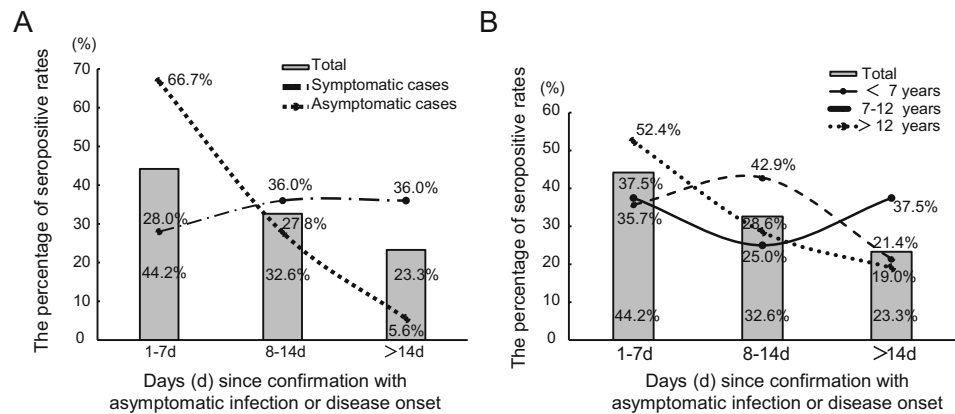 A
(%)
The percentage of seropositive rates
70
60
50
40
30
20
10
0
Total
Symptomatic cases
Asymptomatic cases
66.7%
28.0%
44.2%
36.0%
27.8%
32.6%
36.0%
23.3%
5.6%
1-7d
8-14d
>14d
Days (d) since confirmation with
asymptomatic infection or disease onset
B
(%)
The percentage of seropositive rates
60
50
40
30
20
10
0
Total
< 7 years
7-12 years
> 12 years
52.4%
37.5%
35.7%
44.2%
42.9%
28.6%
25.0%
32.6%
37.5%
21.4%
19.0%
23.3%
1-7d
8-14d
>14d
Days (d) since confirmation with
asymptomatic infection or disease onset